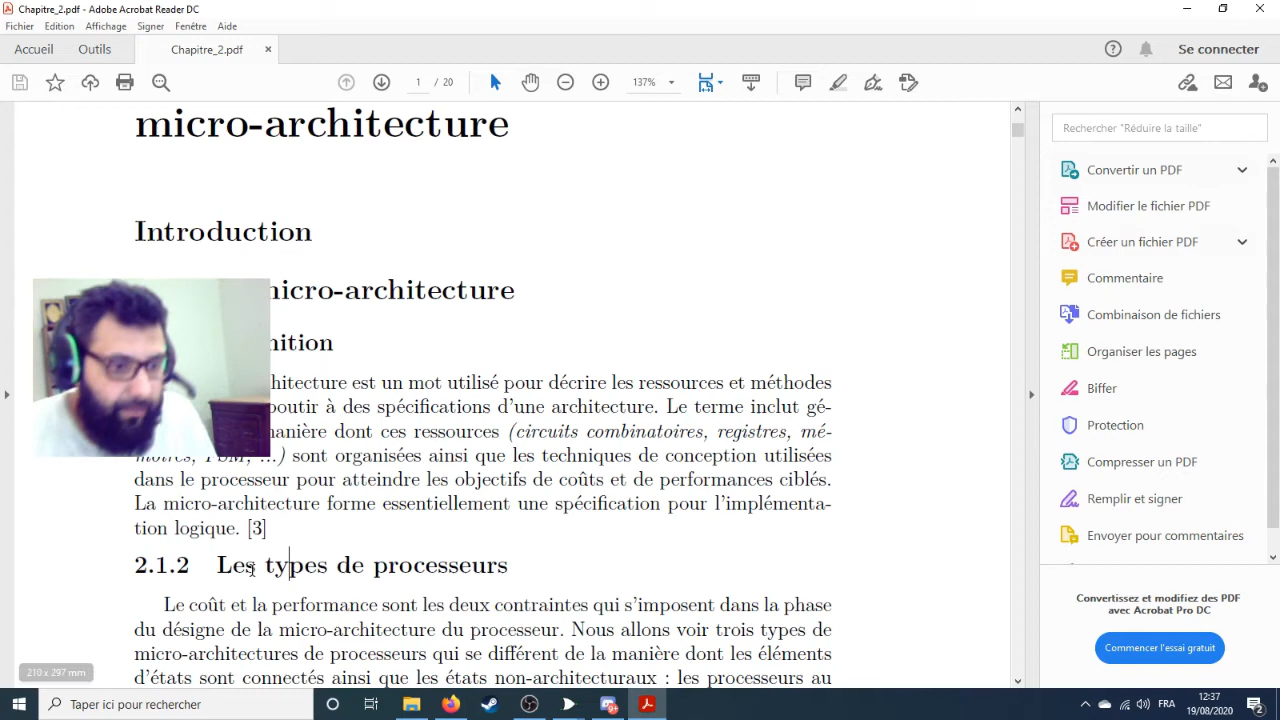 Chapitre_2.pdf - Adobe Acrobat Reader DC
Fichier Edition Affichage Signer Fenêtre Aide
Accueil Outils Chapitre_2.pdf × Se connecter
1 / 20 137%
micro-architecture
Rechercher "Réduire la taille"
Convertir un PDF
Modifier le fichier PDF
Introduction
Créer un fichier PDF
Commentaire
micro-architecture
Combinaison de fichiers
nition
Organiser les pages
hitecture est un mot utilisé pour décrire les ressources et méthodes
Biffer
outir à des spécifications d'une architecture. Le terme inclut gé-
Protection
manière dont ces ressources (circuits combinatoires, registres, mé-
moires, FSM, ...) sont organisées ainsi que les techniques de conception utilisées
Compresser un PDF
dans le processeur pour atteindre les objectifs de coûts et de performances ciblés.
Remplir et signer
La micro-architecture forme essentiellement une spécification pour l'implémenta-
tion logique. [3]
Envoyer pour commentaires
2.1.2 Les types de processeurs
Le coût et la performance sont les deux contraintes qui s'imposent dans la phase
du désigne de la micro-architecture du processeur. Nous allons voir trois types de
micro-architectures de processeurs qui se différent de la manière dont les éléments
d'états sont connectés ainsi que les états non-architecturaux : les processeurs au
Convertissez et modifiez des PDF
avec Acrobat Pro DC
Commencer l'essai gratuit
210 x 297 mm
Taper ici pour rechercher
FRA
12:37
19/08/2020
2